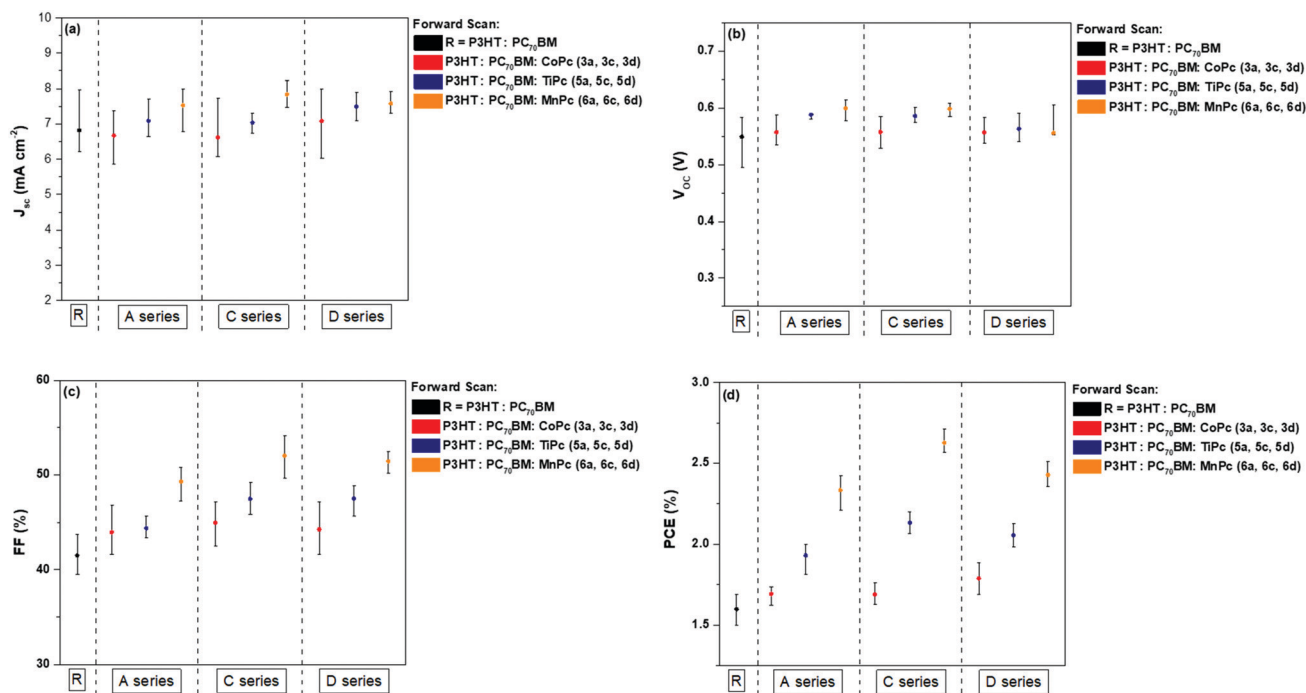 (a)
10
9
8
7
6
5
4
3
2
J_sc (mA cm⁻²)
R
A series
C series
D series
Forward Scan:
R = P3HT : PC₇₀BM
P3HT : PC₇₀BM: CoPc (3a, 3c, 3d)
P3HT : PC₇₀BM: TiPc (5a, 5c, 5d)
P3HT : PC₇₀BM: MnPc (6a, 6c, 6d)
(b)
0.7
0.6
0.5
0.4
0.3
V_OC (V)
R
A series
C series
D series
Forward Scan:
R = P3HT : PC₇₀BM
P3HT : PC₇₀BM: CoPc (3a, 3c, 3d)
P3HT : PC₇₀BM: TiPc (5a, 5c, 5d)
P3HT : PC₇₀BM: MnPc (6a, 6c, 6d)
(c)
60
50
40
30
FF (%)
R
A series
C series
D series
Forward Scan:
R = P3HT : PC₇₀BM
P3HT : PC₇₀BM: CoPc (3a, 3c, 3d)
P3HT : PC₇₀BM: TiPc (5a, 5c, 5d)
P3HT : PC₇₀BM: MnPc (6a, 6c, 6d)
(d)
3.0
2.5
2.0
1.5
PCE (%)
R
A series
C series
D series
Forward Scan:
R = P3HT : PC₇₀BM
P3HT : PC₇₀BM: CoPc (3a, 3c, 3d)
P3HT : PC₇₀BM: TiPc (5a, 5c, 5d)
P3HT : PC₇₀BM: MnPc (6a, 6c, 6d)